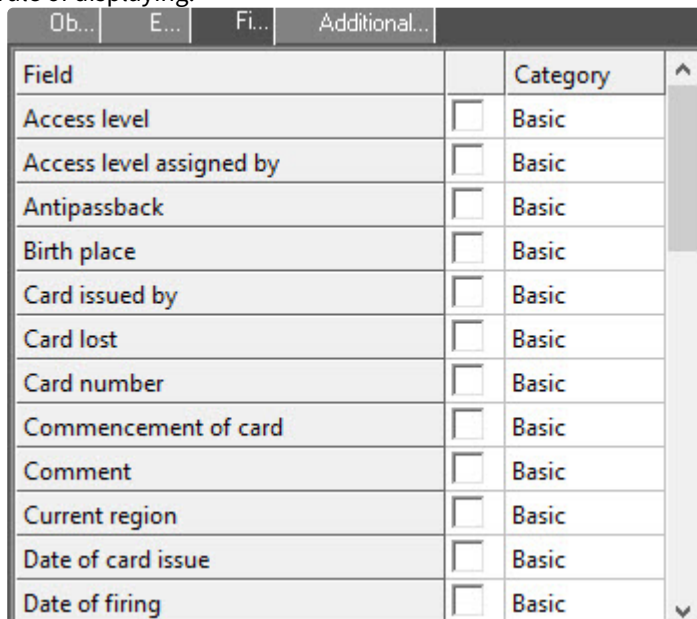 Ob... E... Fi... Additional...
Field Category
Access level Basic
Access level assigned by Basic
Antipassback Basic
Birth place Basic
Card issued by Basic
Card lost Basic
Card number Basic
Commencement of card Basic
Comment Basic
Current region Basic
Date of card issue Basic
Date of firing Basic